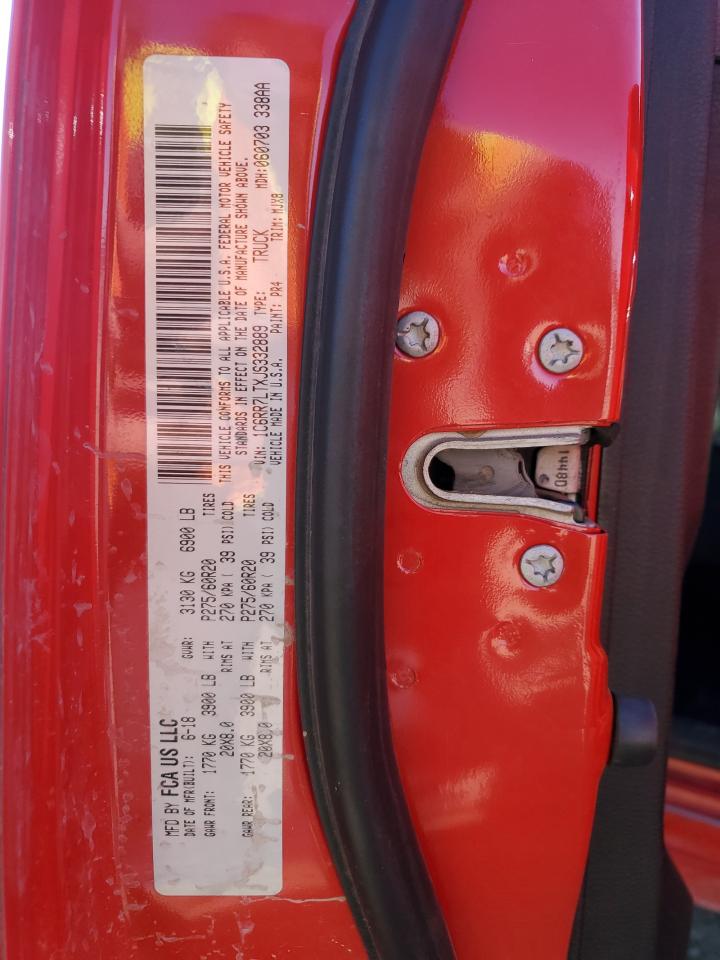 MFD BY FCA US LLC
DATE OF MFR(BUILT): 6-18 GVWR: 3130 KG 6900 LB
GAWR FRONT: 1770 KG 3900 LB WITH P275/60R20 TIRES
20X8.0 RIMS AT 270 KPA ( 39 PSI) COLD
GAWR REAR: 1770 KG 3900 LB WITH P275/60R20 TIRES
20X8.0 RIMS AT 270 KPA ( 39 PSI) COLD
THIS VEHICLE CONFORMS TO ALL APPLICABLE U.S.A. FEDERAL MOTOR VEHICLE SAFETY
STANDARDS IN EFFECT ON THE DATE OF MANUFACTURE SHOWN ABOVE.
VIN: 1C6RR7LTXJS332889 TYPE: TRUCK MDH:060703 338AA
VEHICLE MADE IN U.S.A. PAINT: PR4 TRIM: MJX8
1448D